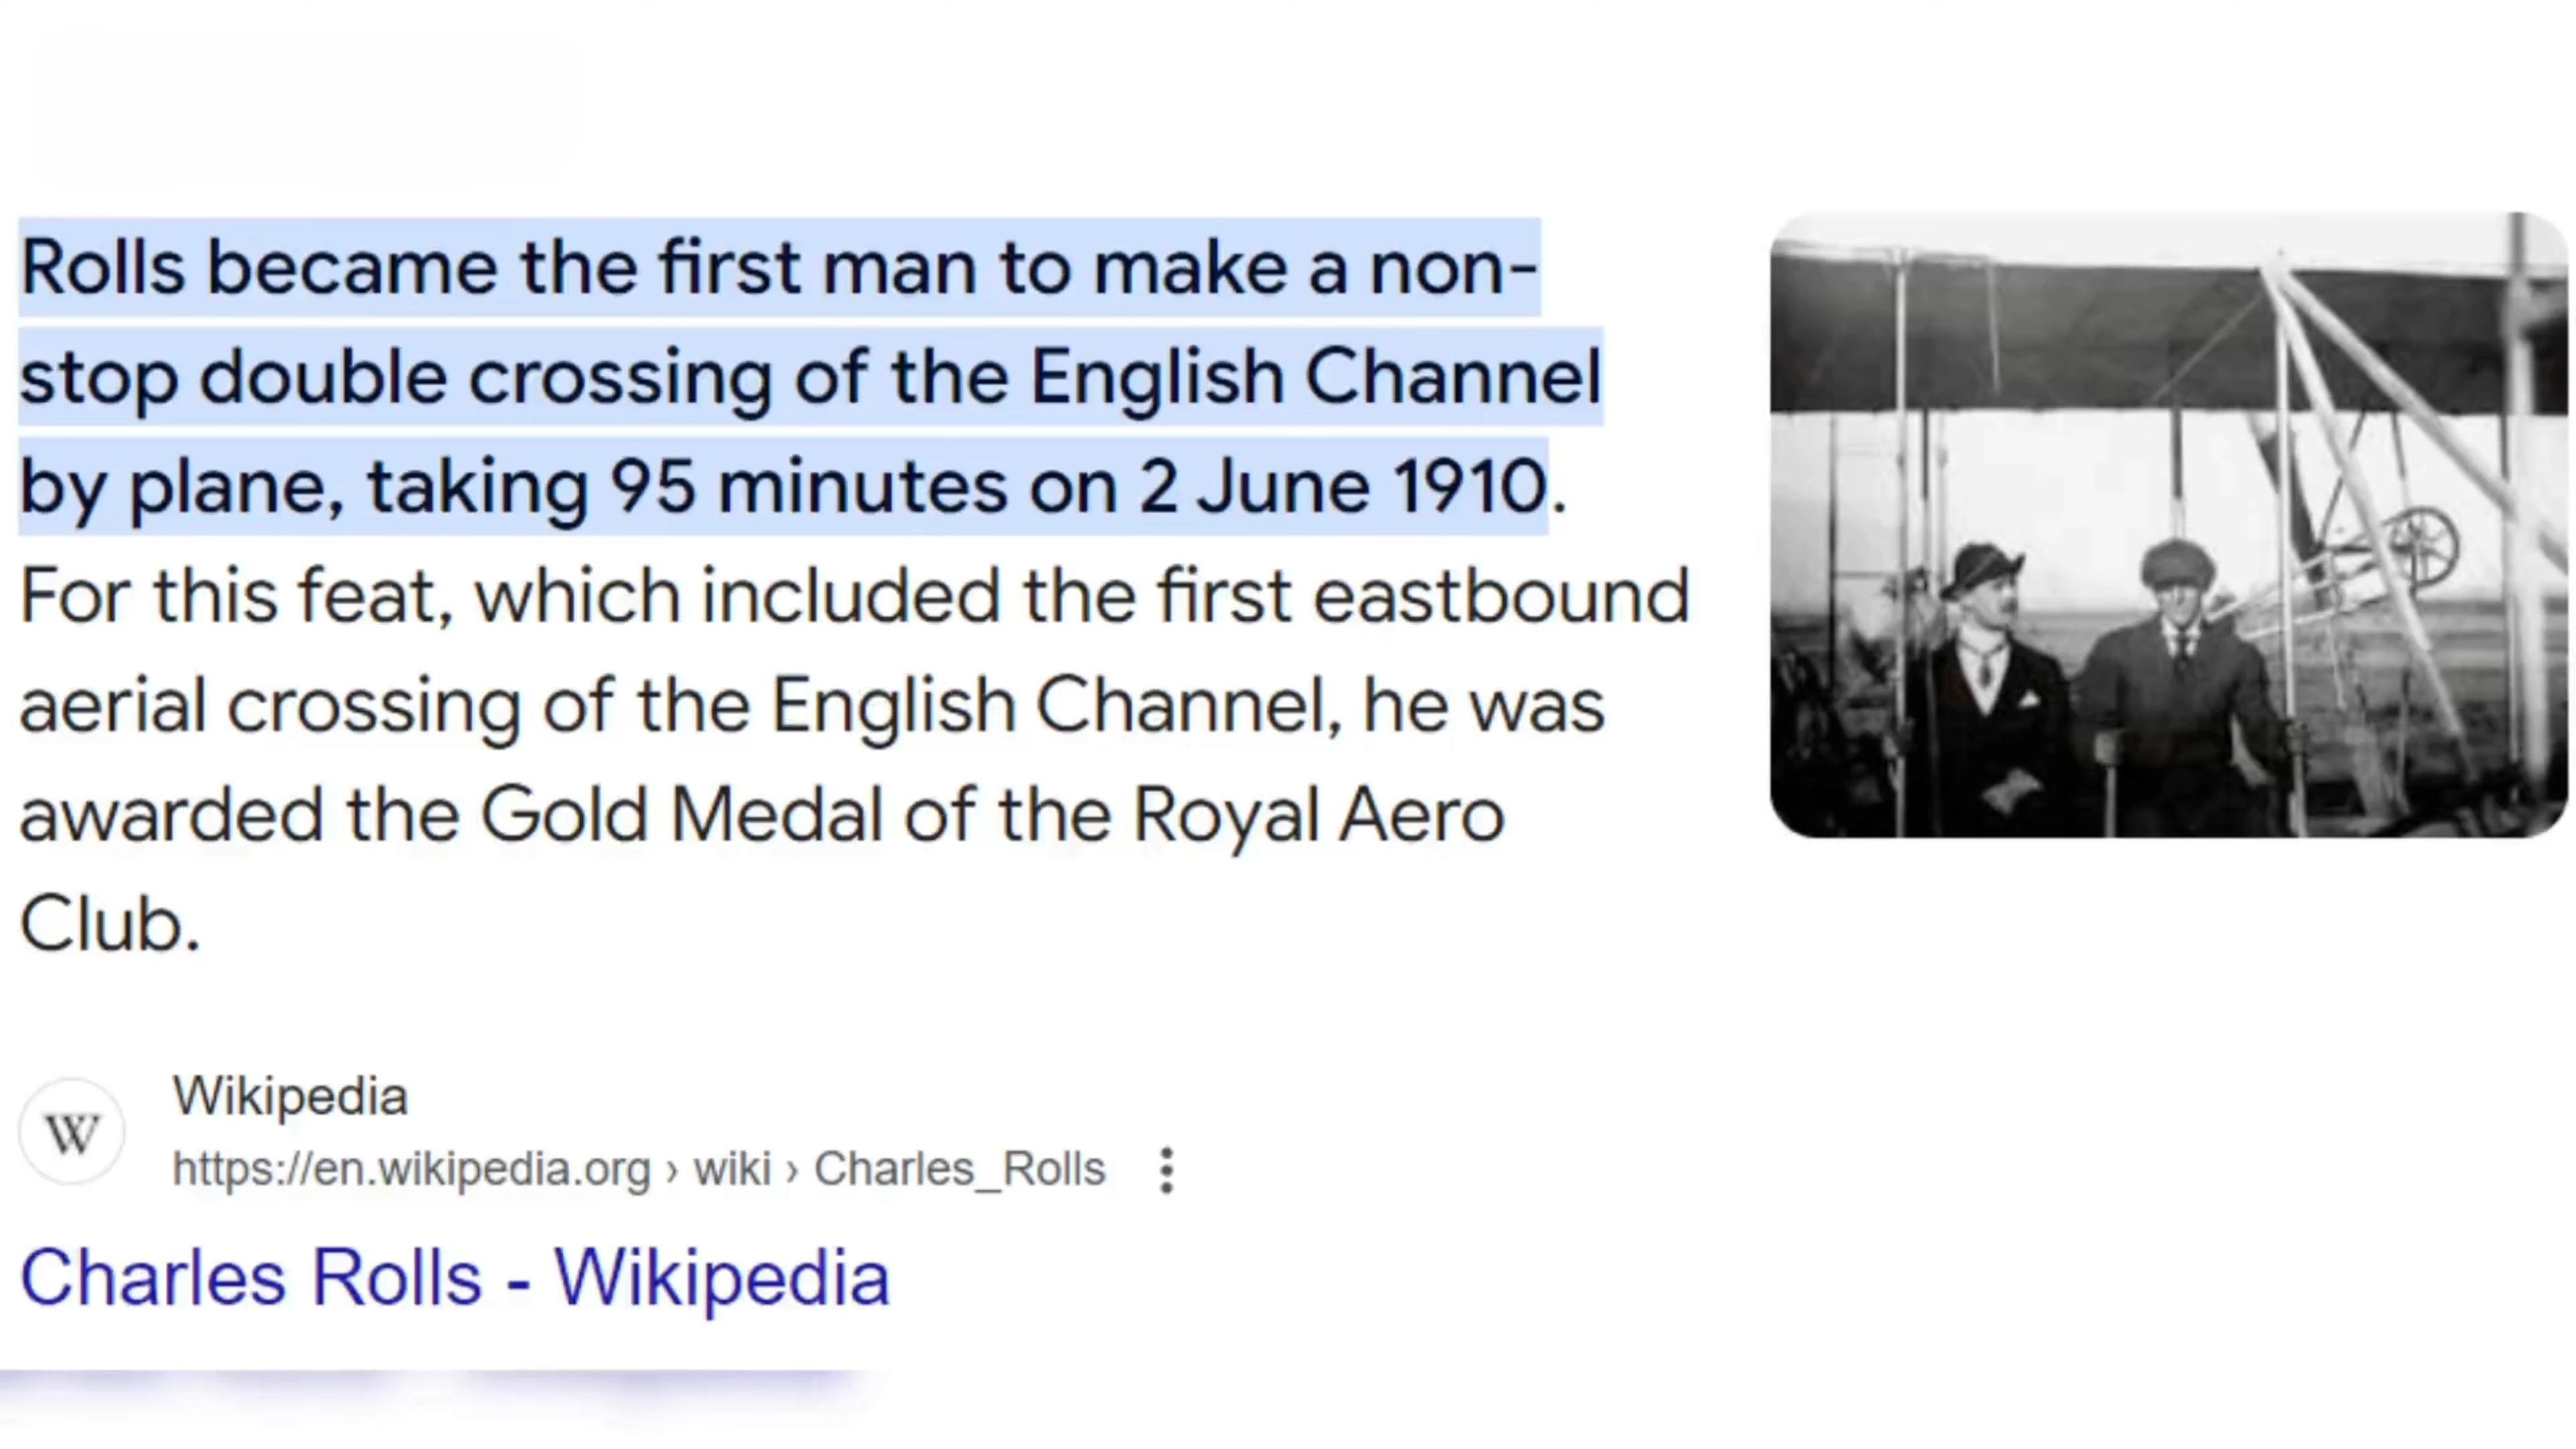 Rolls became the first man to make a non-
stop double crossing of the English Channel
by plane, taking 95 minutes on 2 June 1910.
For this feat, which included the first eastbound
aerial crossing of the English Channel, he was
awarded the Gold Medal of the Royal Aero
Club.
W
Wikipedia
https://en.wikipedia.org › wiki › Charles_Rolls
Charles Rolls - Wikipedia